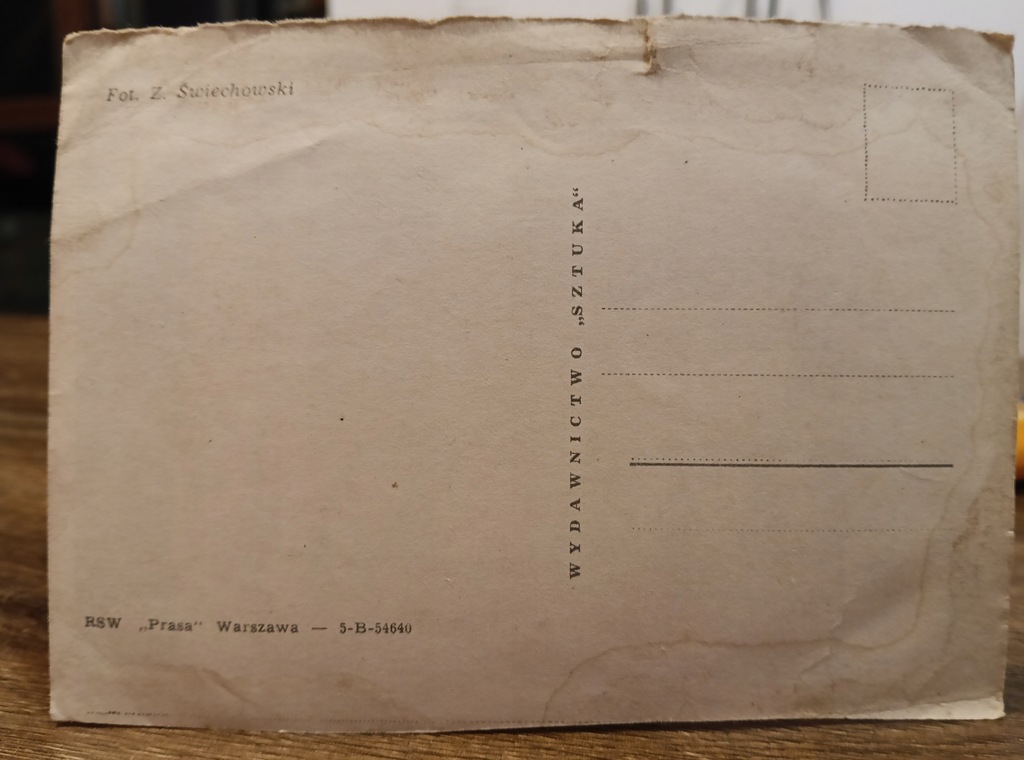 Fot. Z. Świechowski
WYDAWNICTWO „SZTUKA“
RSW „Prasa“ Warszawa — 5-B-54640